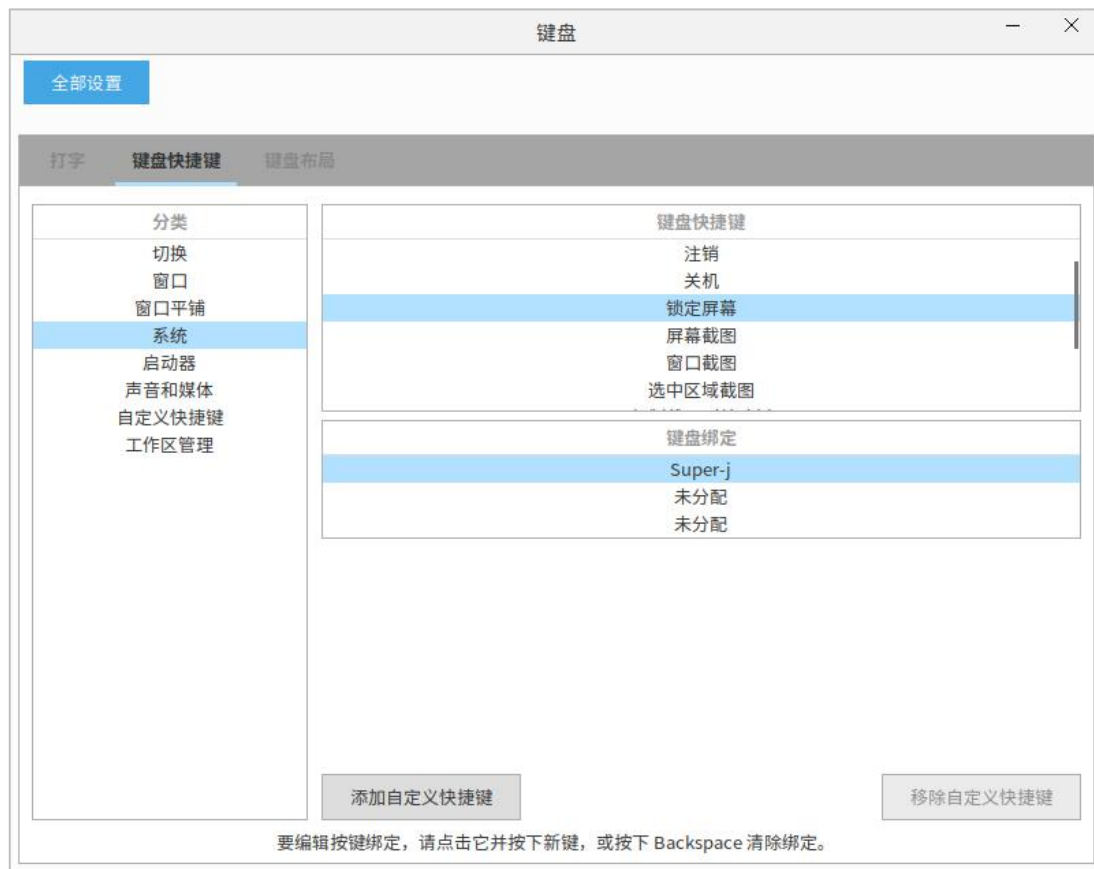 键盘
全部设置
打字 键盘快捷键 键盘布局
分类
切换
窗口
窗口平铺
系统
启动器
声音和媒体
自定义快捷键
工作区管理
键盘快捷键
注销
关机
锁定屏幕
屏幕截图
窗口截图
选中区域截图
键盘绑定
Super-j
未分配
未分配
添加自定义快捷键
移除自定义快捷键
要编辑按键绑定，请点击它并按下新键，或按下 Backspace 清除绑定。